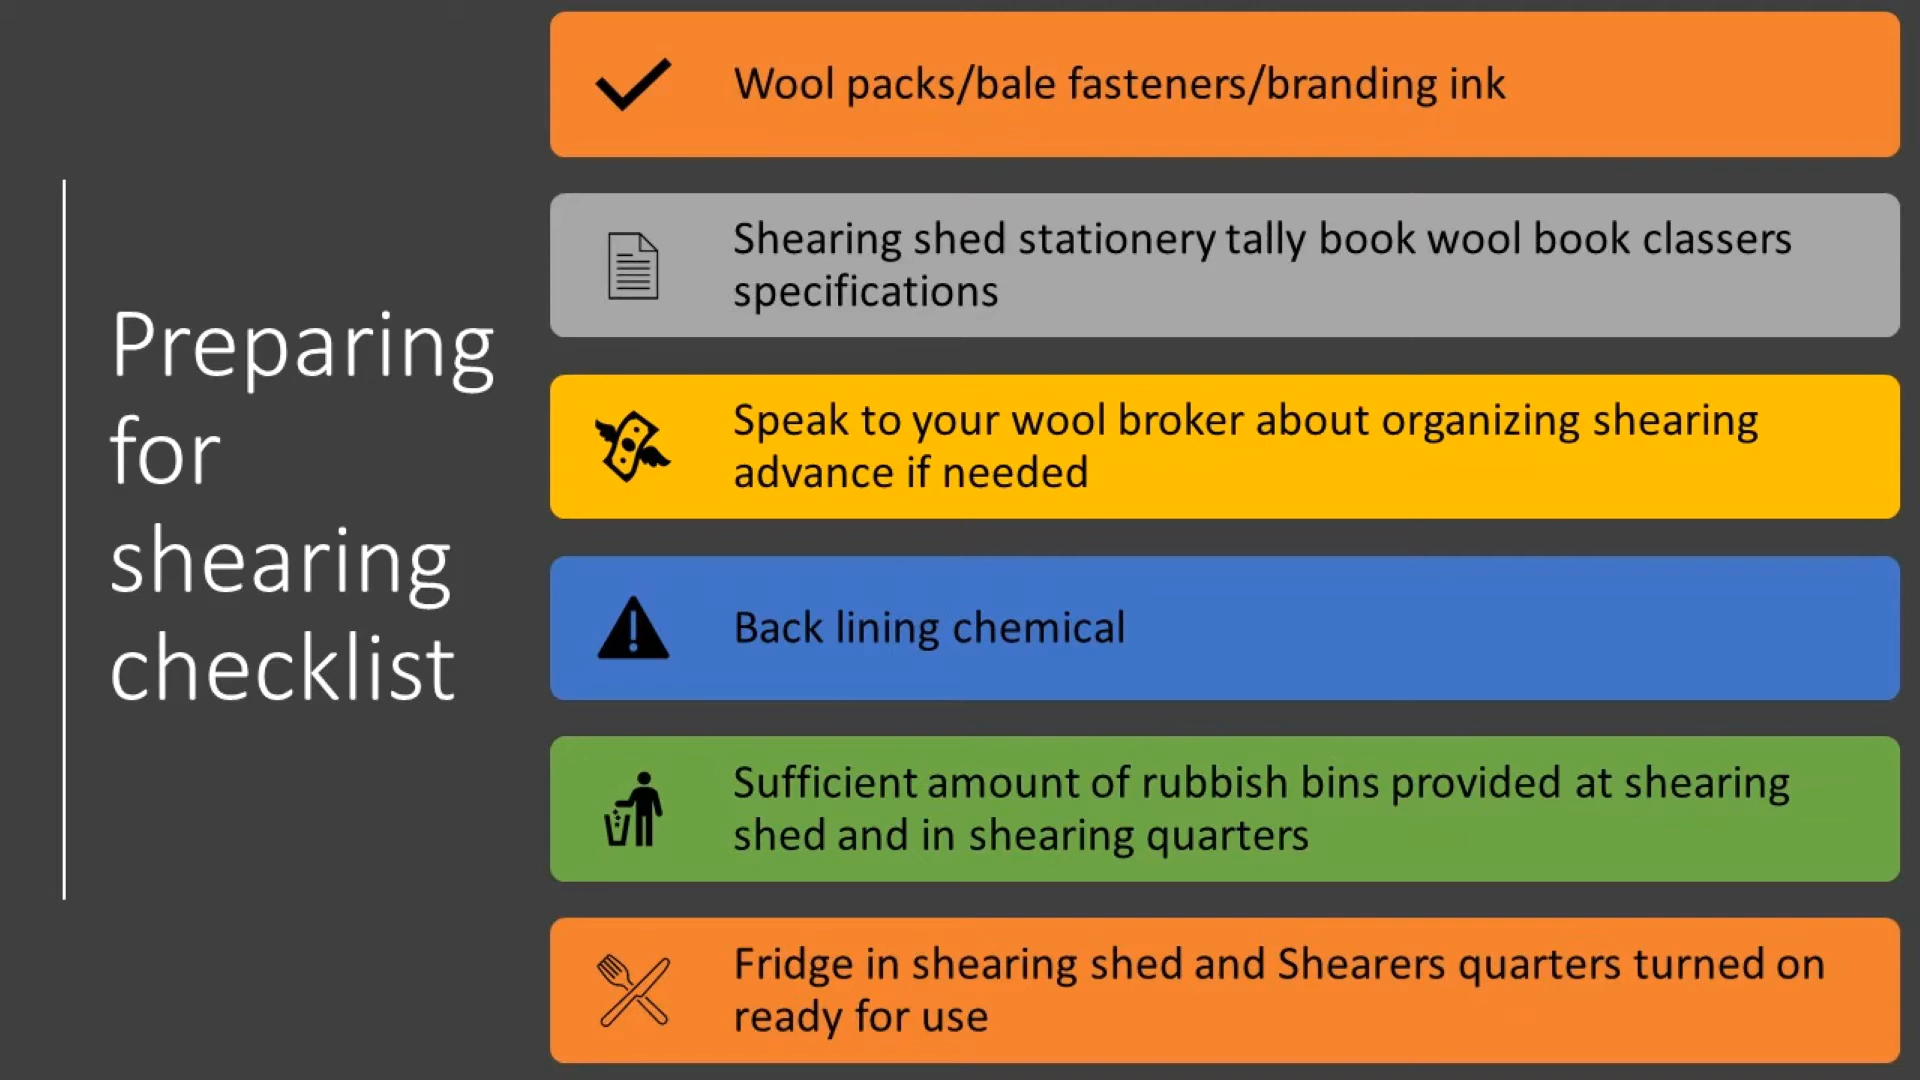 Preparing
for
shearing
checklist
Wool packs/bale fasteners/branding ink
Shearing shed stationery tally book wool book classers
specifications
Speak to your wool broker about organizing shearing
advance if needed
Back lining chemical
Sufficient amount of rubbish bins provided at shearing
shed and in shearing quarters
Fridge in shearing shed and Shearers quarters turned on
ready for use